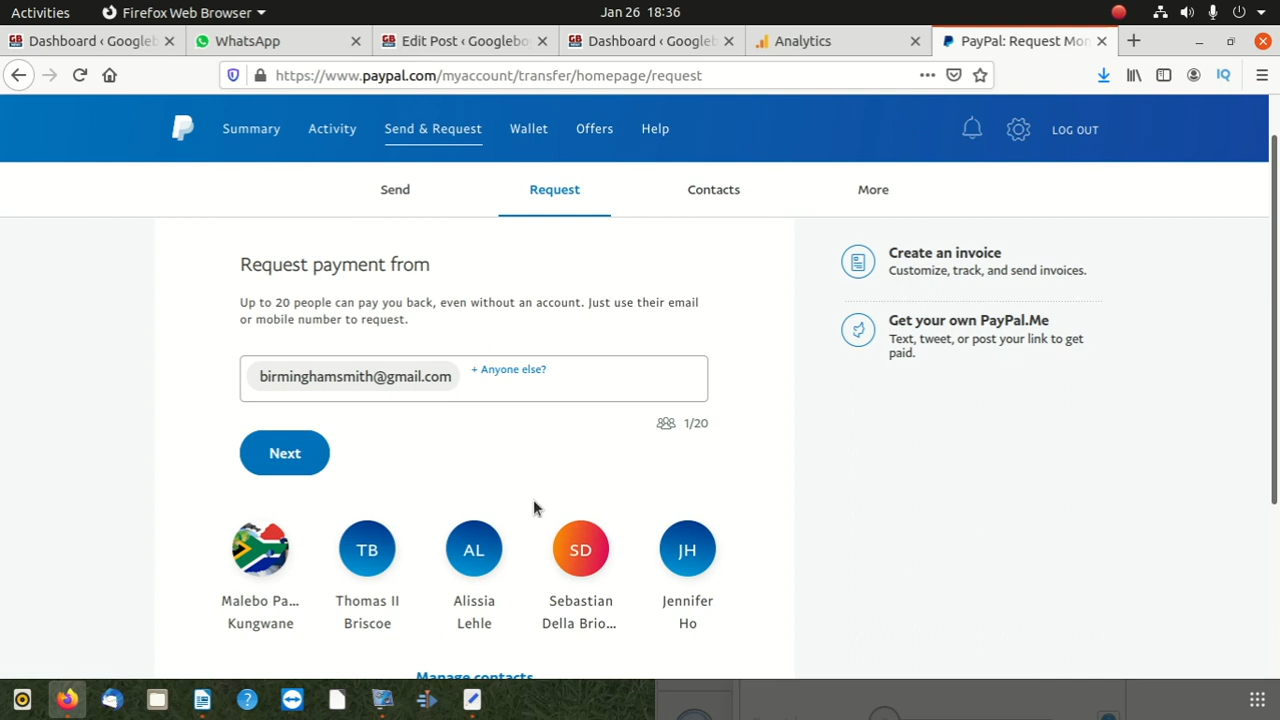 Activities
Firefox Web Browser
Jan 26 18:36
Dashboard ‹ Googleb
WhatsApp
Edit Post ‹ Googlebo
Dashboard ‹ Googleb
Analytics
PayPal: Request Mon
https://www.paypal.com/myaccount/transfer/homepage/request
IQ
Summary
Activity
Send & Request
Wallet
Offers
Help
LOG OUT
Send
Request
Contacts
More
Request payment from
Up to 20 people can pay you back, even without an account. Just use their email
or mobile number to request.
birminghamsmith@gmail.com
+ Anyone else?
1/20
Next
Create an invoice
Customize, track, and send invoices.
Get your own PayPal.Me
Text, tweet, or post your link to get
paid.
TB
AL
SD
JH
Malebo Pa...
Kungwane
Thomas II
Briscoe
Alissia
Lehle
Sebastian
Della Brio...
Jennifer
Ho
Manage contacts